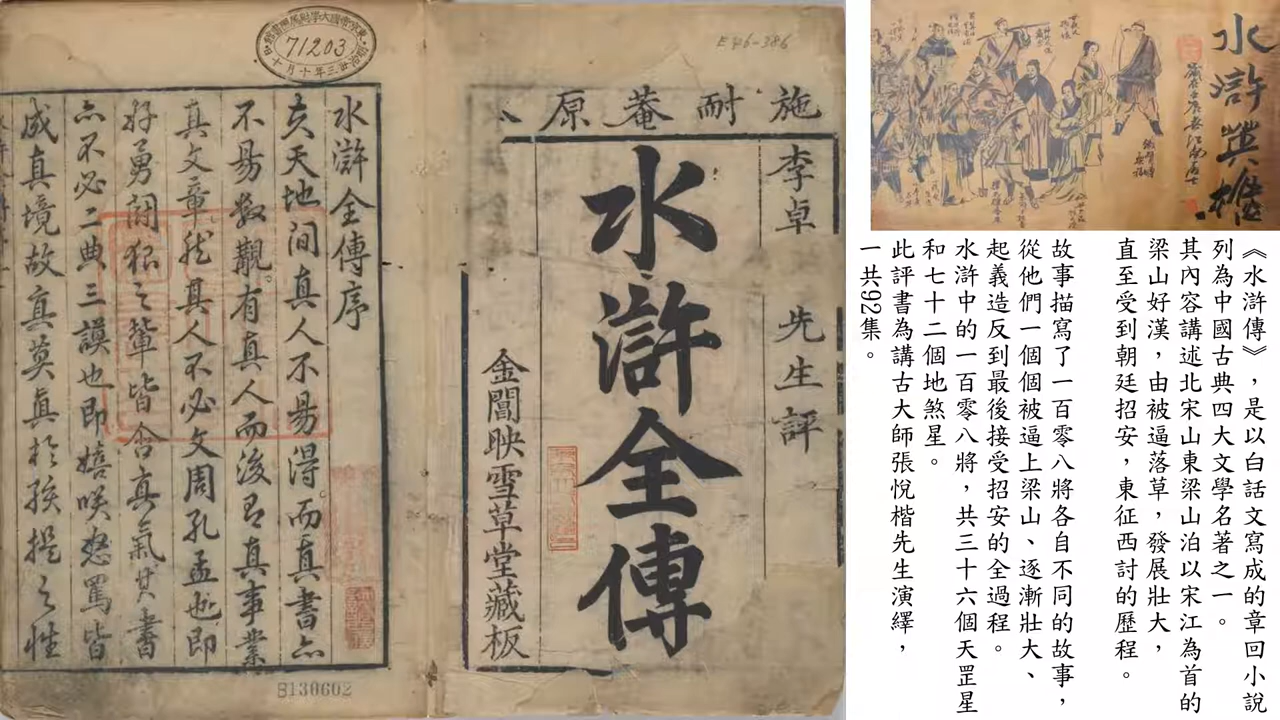 施耐菴原
李卓 先生評
水滸全傳
金閶映雪草堂藏板
水滸全傳序
夫天地間真人不易得而真書亦
不易數觀有真人而後有真事業
真文章然其人不必文周孔孟也即
好勇鬪狠之輩皆含真氣其書
亦不必二典三謨也即嬉咲怒罵皆
成真境故真莫真於孩提之性
71203
E46-386
8130602
水滸英雄
《水滸傳》,是以白話文寫成的章回小說
列為中國古典四大文學名著之一。
其內容講述北宋山東梁山泊以宋江為首的
梁山好漢,由被逼落草,發展壯大,
直至受到朝廷招安,東征西討的歷程。
故事描寫了一百零八將各自不同的故事,
從他們一個個被逼上梁山、逐漸壯大、
起義造反到最後接受招安的全過程。
水滸中的一百零八將,共三十六個天罡星
和七十二個地煞星。
此評書為講古大師張悅楷先生演繹,
一共92集。